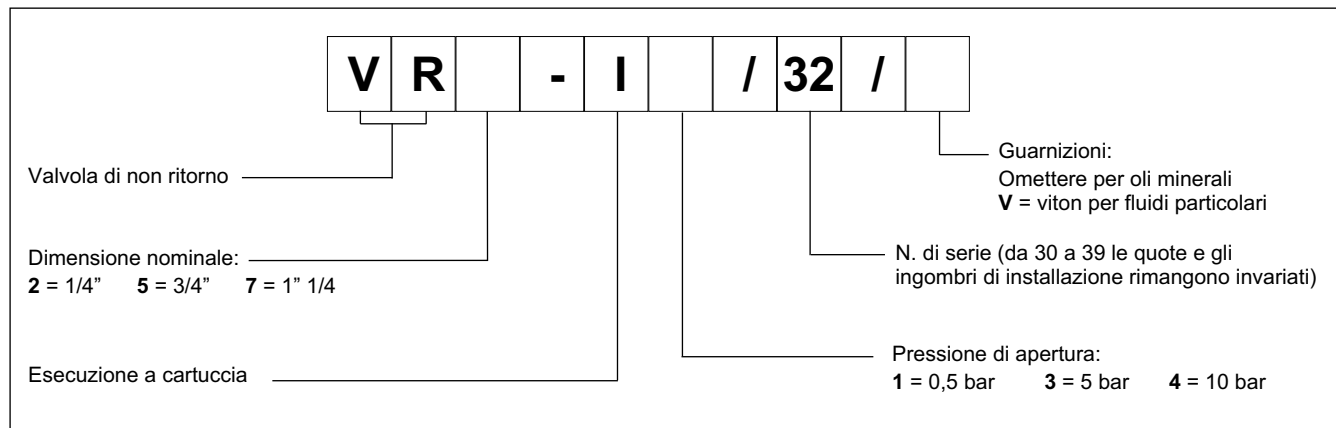 V R - I / 32 /
Valvola di non ritorno
Guarnizioni:
Omettere per oli minerali
V = viton per fluidi particolari
Dimensione nominale:
2 = 1/4” 5 = 3/4” 7 = 1” 1/4
N. di serie (da 30 a 39 le quote e gli
ingombri di installazione rimangono invariati)
Esecuzione a cartuccia
Pressione di apertura:
1 = 0,5 bar 3 = 5 bar 4 = 10 bar